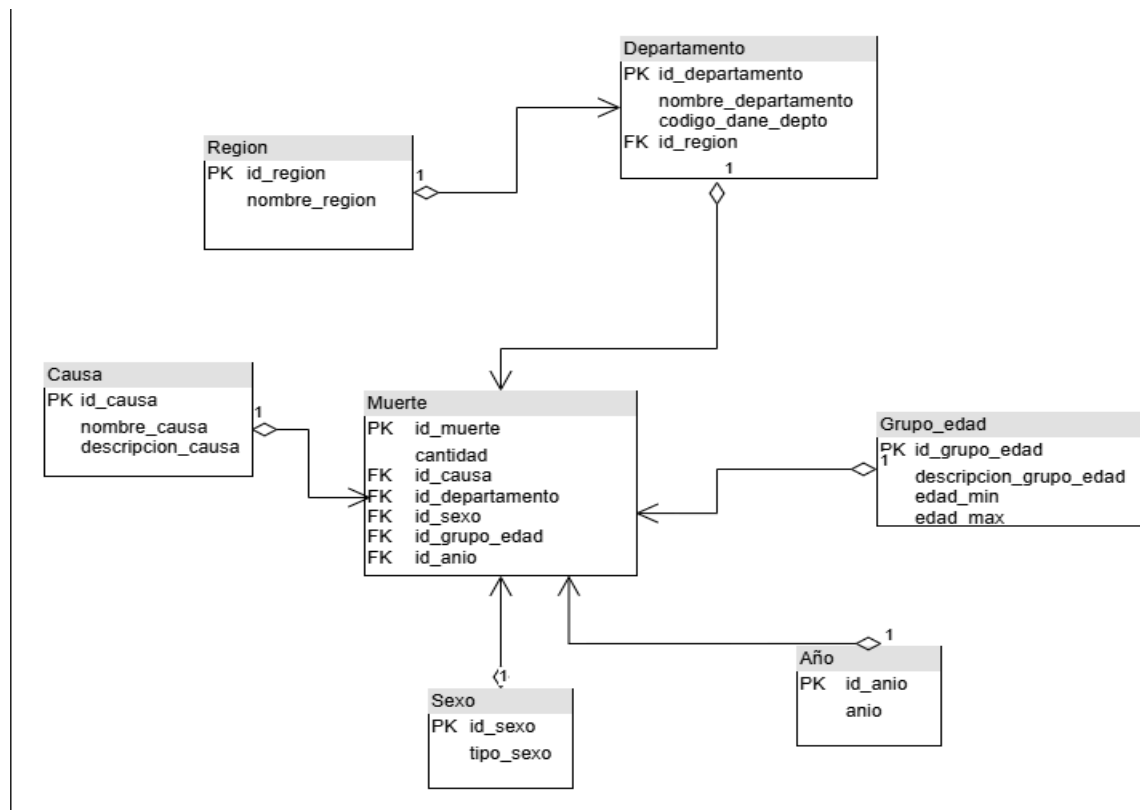 Departamento
PK id_departamento
nombre_departamento
codigo_dane_depto
FK id_region
1
Region
PK id_region
nombre_region
1
Causa
PK id_causa
nombre_causa
descripcion_causa
1
Muerte
PK id_muerte
cantidad
FK id_causa
FK id_departamento
FK id_sexo
FK id_grupo_edad
FK id_anio
Grupo_edad
PK id_grupo_edad
1
descripcion_grupo_edad
edad_min
edad_max
1
Año
PK id_anio
anio
1
Sexo
PK id_sexo
tipo_sexo